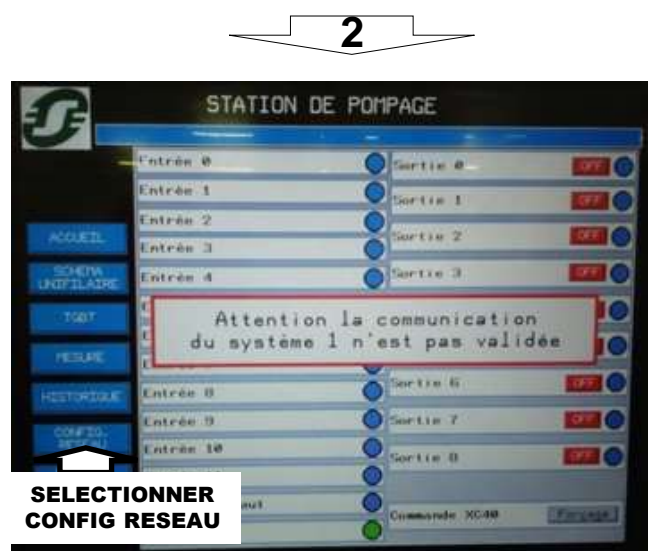 2
STATION DE POMPAGE
Entrée 0
Sortie 0
OFF
Entrée 1
Sortie 1
OFF
Entrée 2
Sortie 2
OFF
ACCUEIL
Entrée 3
SCHEMA
UNIFILAIRE
Entrée 4
Sortie 3
OFF
TGBT
Attention la communication
du système 1 n'est pas validée
MESURE
HISTORIQUE
Entrée 8
Sortie 6
OFF
Entrée 9
Sortie 7
OFF
CONFIG.
RESEAU
Entrée 10
Sortie 8
OFF
SELECTIONNER
CONFIG RESEAU
Commande XC40
Forçage